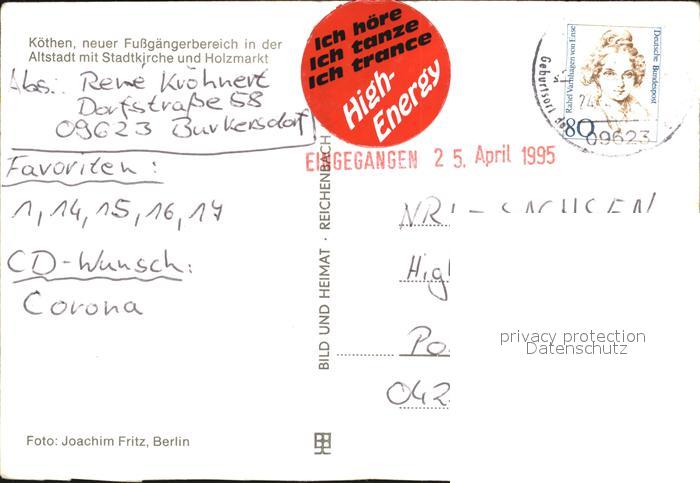 Köthen, neuer Fußgängerbereich in der
Altstadt mit Stadtkirche und Holzmarkt
Abs.: René Kröhnert
Dorfstraße 58
09623 Burkersdorf
Favoriten:
1, 14, 15, 16, 17
CD-Wunsch:
Corona
Foto: Joachim Fritz, Berlin
BILD UND HEIMAT · REICHENBACH
Ich höre
Ich tanze
Ich trance
High-
Energy
EINGEGANGEN 25. April 1995
Rahel Varnhagen von Ense
Deutsche Bundespost
80
Geburtsort
09623
SACHSEN
042
privacy protection
Datenschutz